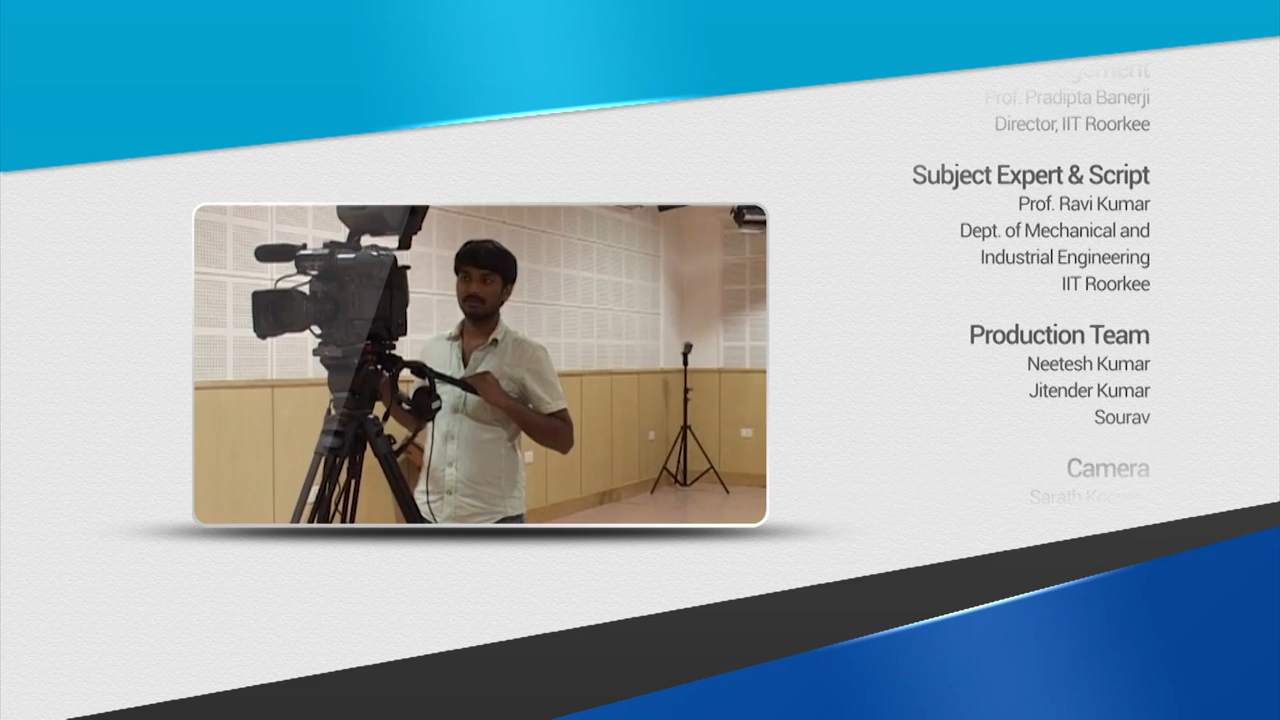 Prof. Pradipta Banerji
Director, IIT Roorkee
Subject Expert & Script
Prof. Ravi Kumar
Dept. of Mechanical and
Industrial Engineering
IIT Roorkee
Production Team
Neetesh Kumar
Jitender Kumar
Sourav
Camera
Sarath